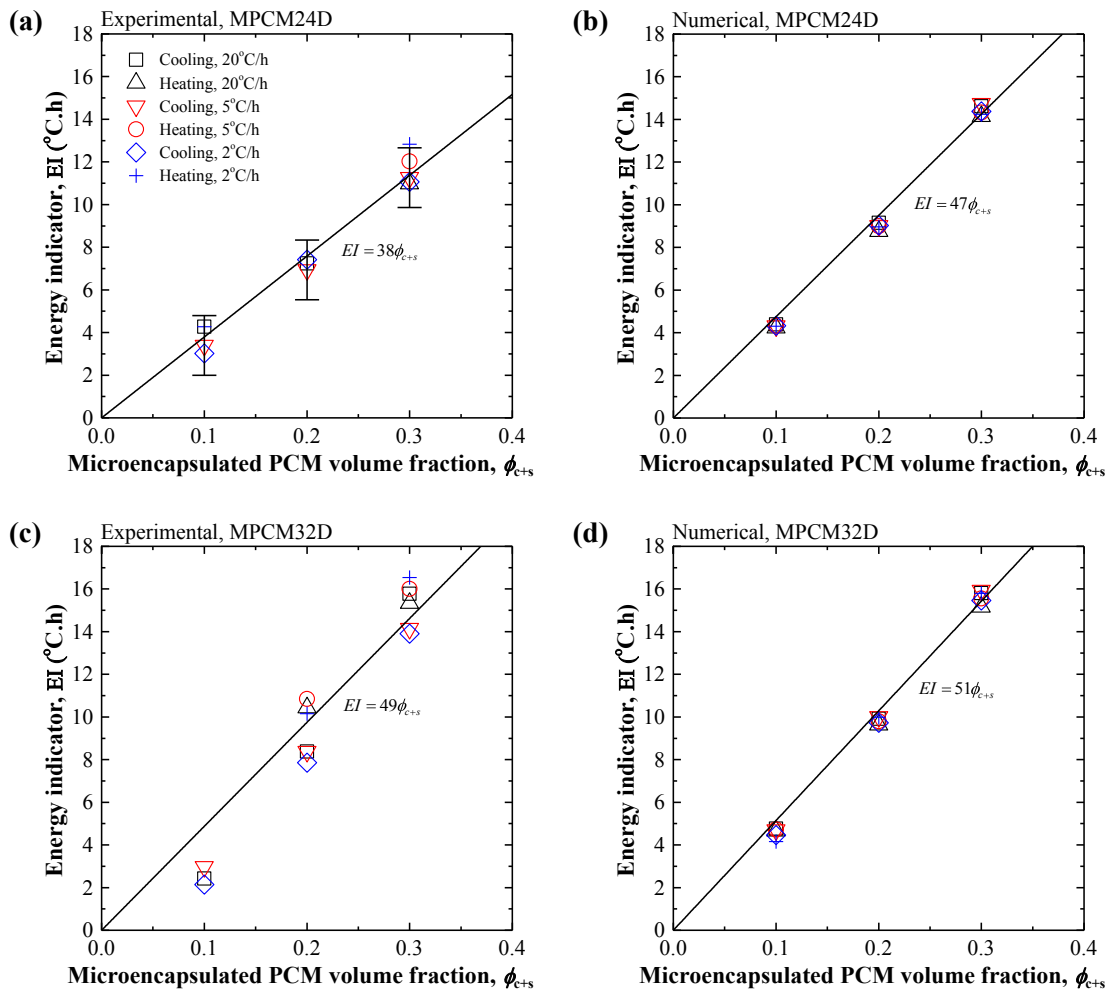 (a)
Experimental, MPCM24D
Energy indicator, EI (°C.h)
18
16
14
12
10
8
6
4
2
0
Cooling, 20°C/h
Heating, 20°C/h
Cooling, 5°C/h
Heating, 5°C/h
Cooling, 2°C/h
Heating, 2°C/h
EI = 38ϕc+s
0.0 0.1 0.2 0.3 0.4
Microencapsulated PCM volume fraction, ϕc+s
(b)
Numerical, MPCM24D
Energy indicator, EI (°C.h)
18
16
14
12
10
8
6
4
2
0
EI = 47ϕc+s
0.0 0.1 0.2 0.3 0.4
Microencapsulated PCM volume fraction, ϕc+s
(c)
Experimental, MPCM32D
Energy indicator, EI (°C.h)
18
16
14
12
10
8
6
4
2
0
EI = 49ϕc+s
0.0 0.1 0.2 0.3 0.4
Microencapsulated PCM volume fraction, ϕc+s
(d)
Numerical, MPCM32D
Energy indicator, EI (°C.h)
18
16
14
12
10
8
6
4
2
0
EI = 51ϕc+s
0.0 0.1 0.2 0.3 0.4
Microencapsulated PCM volume fraction, ϕc+s